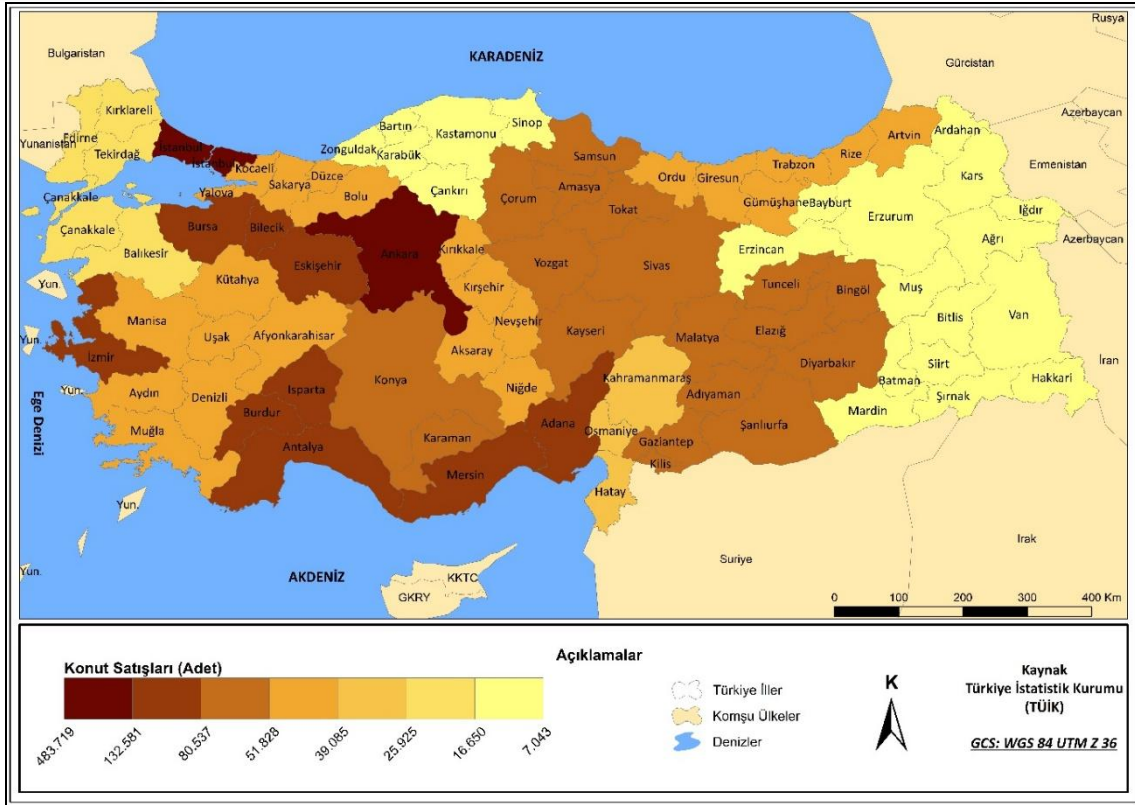 Rusya
Bulgaristan
KARADENİZ
Gürcistan
Kırklareli
Sinop
Azerbaycan
Bartın
Kastamonu
Artvin
Ardahan
Edirne
Yunanistan
İstanbul
Zonguldak
Karabük
Samsun
Rize
Tekirdağ
İstanbul
Kocaeli
Düzce
Trabzon
Kars
Ermenistan
Ordu
Giresun
Yalova
Sakarya
Bolu
Çankırı
Çorum
Amasya
Çanakkale
Tokat
Gümüşhane
Bayburt
Erzurum
Iğdır
Çanakkale
Bursa
Bilecik
Ankara
Kırıkkale
Erzincan
Ağrı
Azerbaycan
Balıkesir
Eskişehir
Yozgat
Sivas
Kütahya
Tunceli
Bingöl
Yun.
Kırşehir
Muş
Manisa
Uşak
Afyonkarahisar
Nevşehir
Kayseri
Malatya
Elazığ
Bitlis
Van
Yun.
İzmir
Aksaray
Diyarbakır
Siirt
İran
Konya
Kahramanmaraş
Batman
Hakkari
Yun.
Aydın
Denizli
Isparta
Niğde
Adıyaman
Mardin
Şırnak
Burdur
Adana
Osmaniye
Şanlıurfa
Ege Denizi
Muğla
Antalya
Karaman
Gaziantep
Mersin
Kilis
Hatay
Yun.
Irak
Suriye
Yun.
AKDENİZ
KKTC
GKRY
0 100 200 300 400 Km
Açıklamalar
Konut Satışları (Adet)
483.719
132.581
80.537
51.828
39.085
25.925
16.650
7.043
Türkiye İller
Komşu Ülkeler
Denizler
K
Kaynak
Türkiye İstatistik Kurumu
(TÜİK)
GCS: WGS 84 UTM Z 36